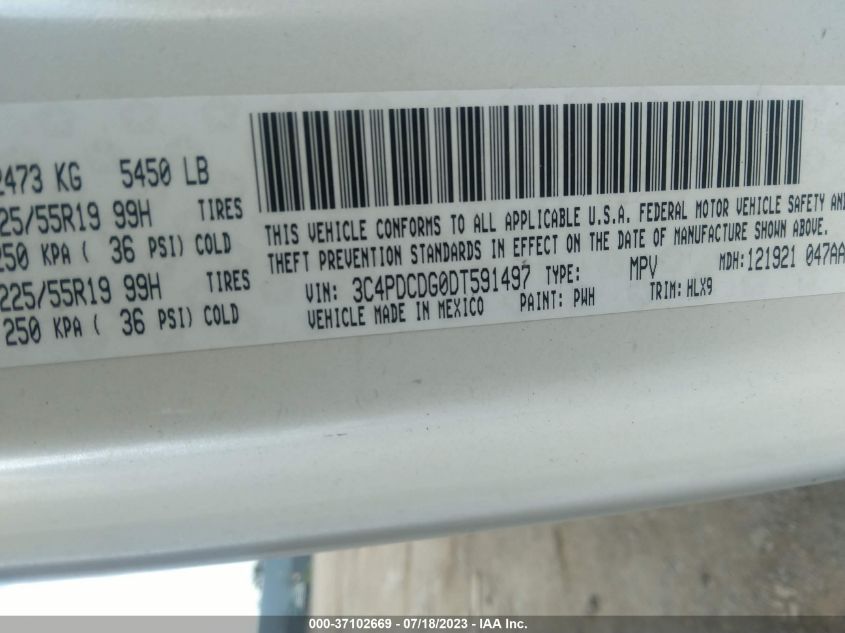 2473 KG 5450 LB
225/55R19 99H TIRES
250 KPA ( 36 PSI) COLD
225/55R19 99H TIRES
250 KPA ( 36 PSI) COLD
THIS VEHICLE CONFORMS TO ALL APPLICABLE U.S.A. FEDERAL MOTOR VEHICLE SAFETY AND
THEFT PREVENTION STANDARDS IN EFFECT ON THE DATE OF MANUFACTURE SHOWN ABOVE.
VIN: 3C4PDCDG0DT591497 TYPE: MPV MDH:121921 047AA
VEHICLE MADE IN MEXICO PAINT: PWH TRIM:HLX9
000-37102669 - 07/18/2023 - IAA Inc.